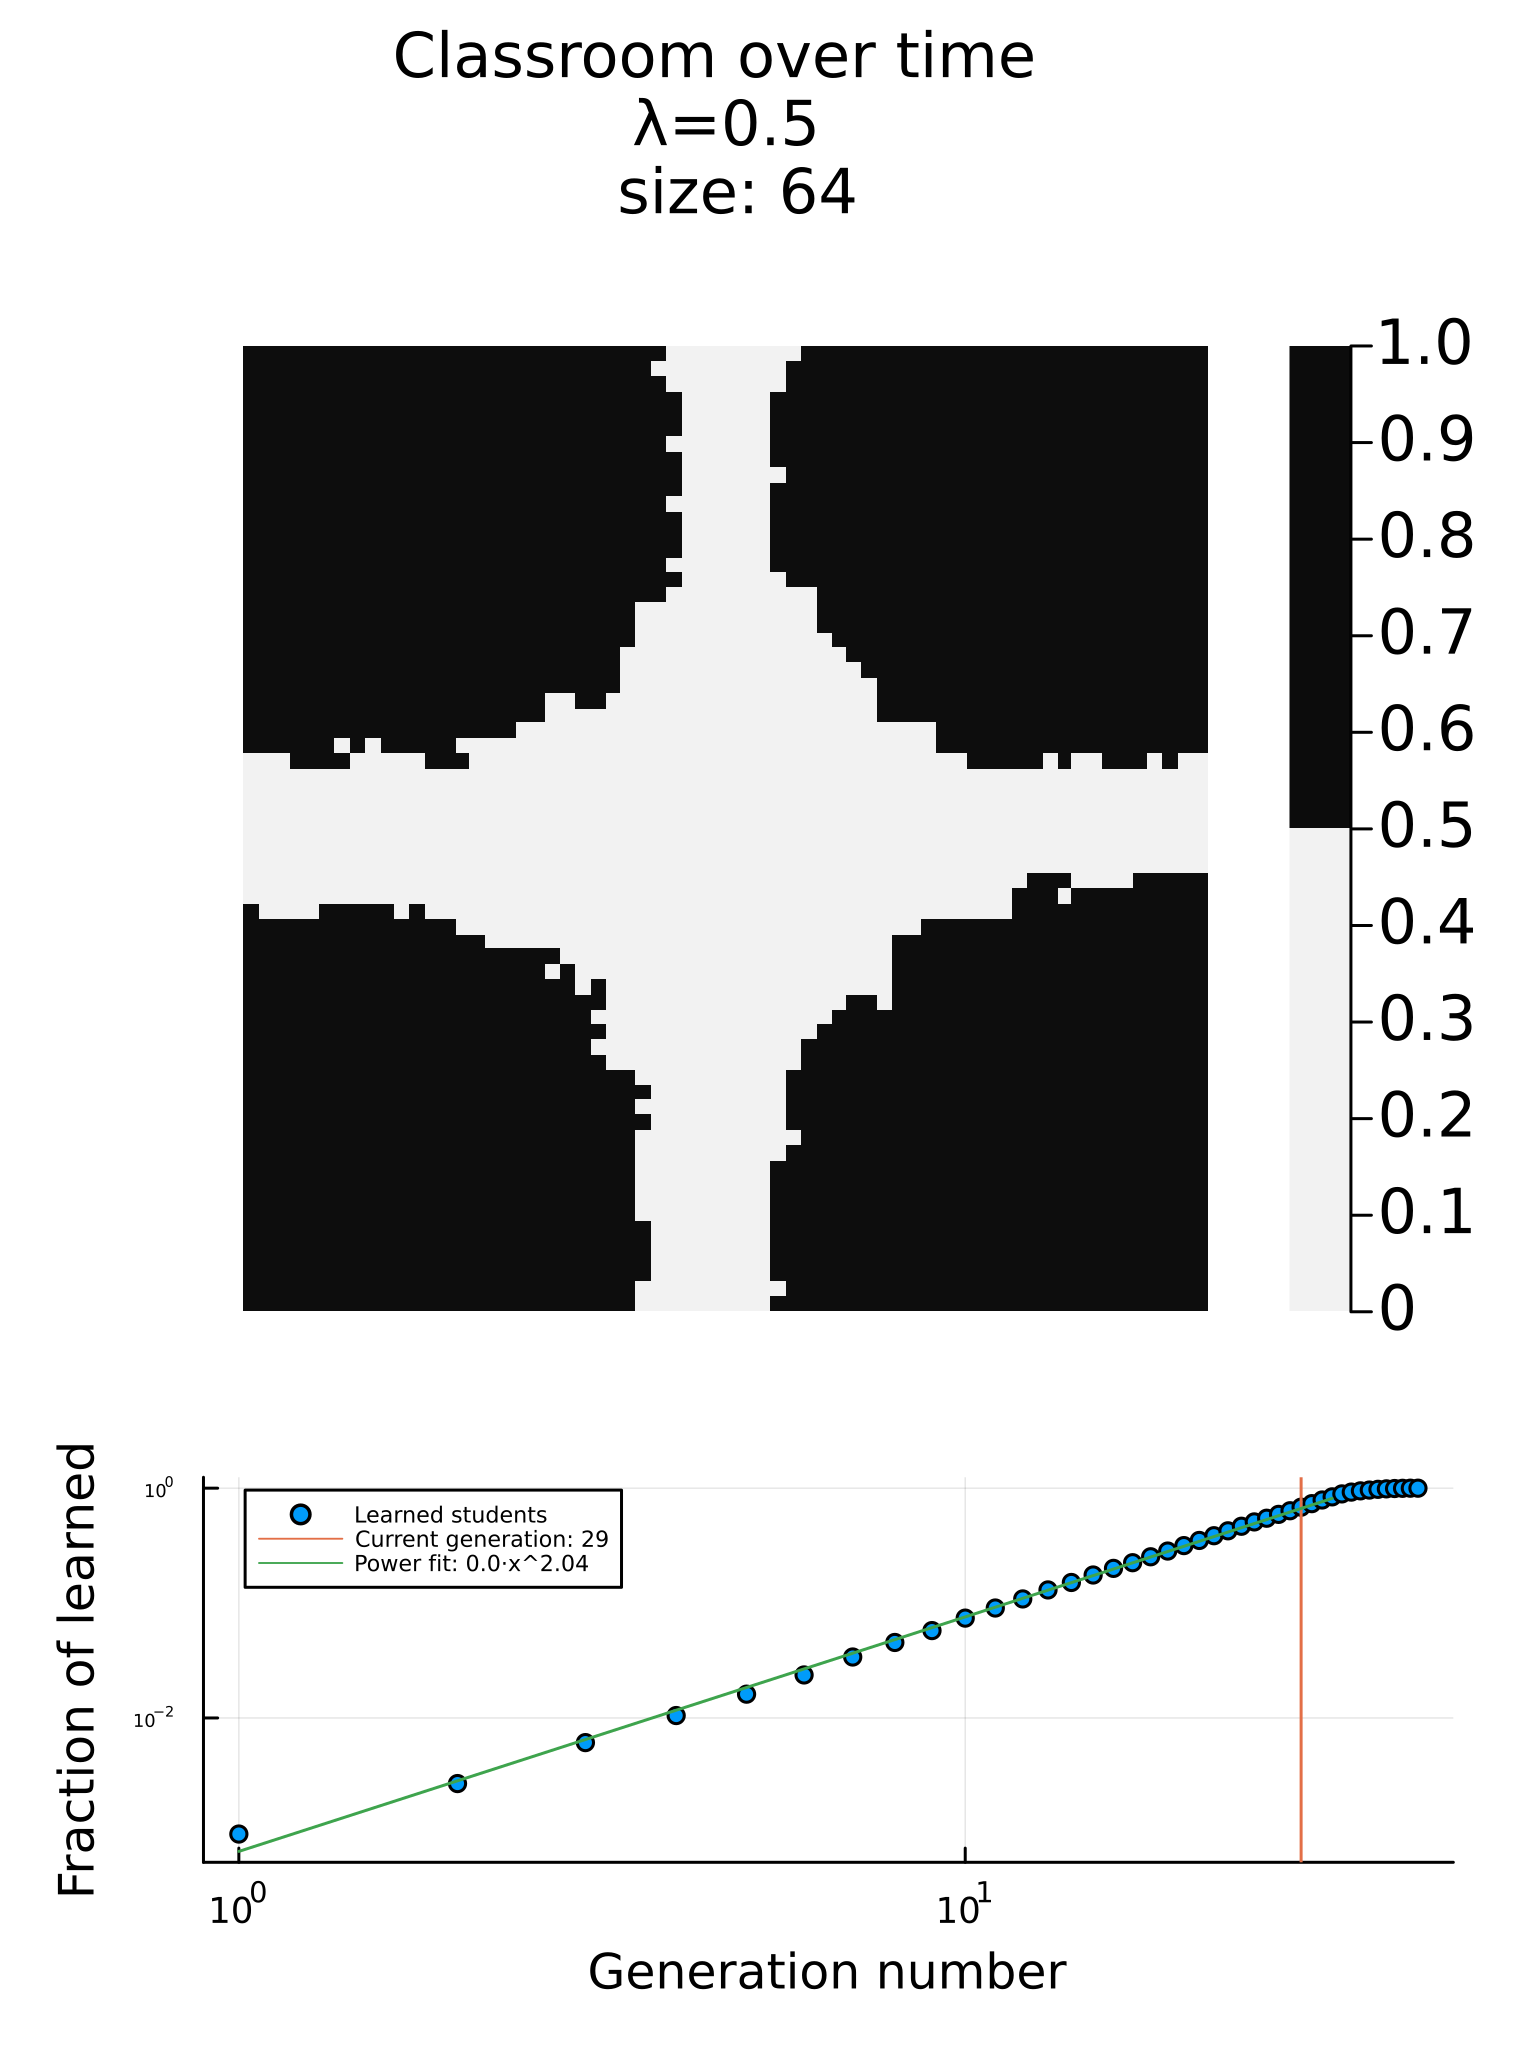 Classroom over time
λ=0.5
size: 64
1.0
0.9
0.8
0.7
0.6
0.5
0.4
0.3
0.2
0.1
0
Fraction of learned
10⁰
10⁻²
Learned students
Current generation: 29
Power fit: 0.0·x^2.04
10⁰
10¹
Generation number